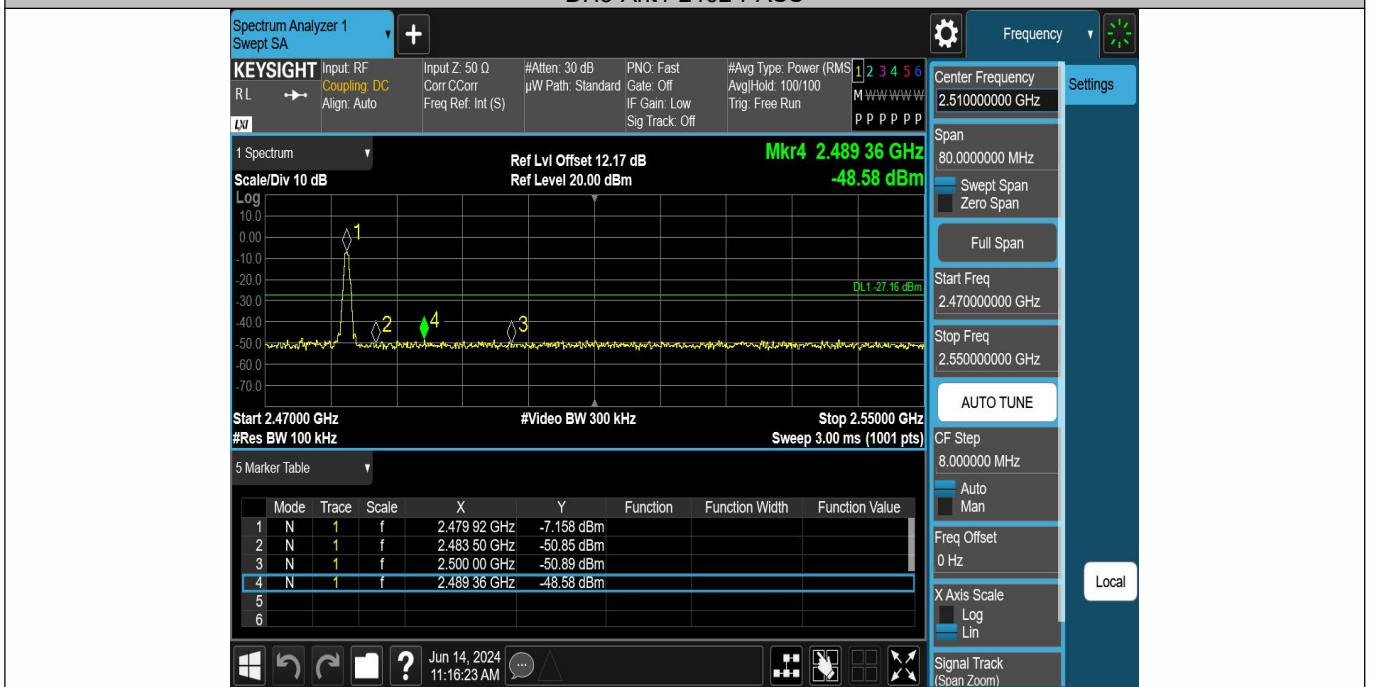 Spectrum Analyzer 1
Swept SA
Frequency
KEYSIGHT
RL
LXI
Input: RF
Coupling: DC
Align: Auto
Input Z: 50 Ω
Corr CCorr
Freq Ref: Int (S)
#Atten: 30 dB
µW Path: Standard
PNO: Fast
Gate: Off
IF Gain: Low
Sig Track: Off
#Avg Type: Power (RMS
Avg|Hold: 100/100
Trig: Free Run
1 2 3 4 5 6
M W W W W W
P P P P P P
1 Spectrum
Scale/Div 10 dB
Ref Lvl Offset 12.17 dB
Ref Level 20.00 dBm
Mkr4 2.489 36 GHz
-48.58 dBm
Log
10.0
0.00
-10.0
-20.0
-30.0
-40.0
-50.0
-60.0
-70.0
1
2
4
3
DL1 -27.16 dBm
Start 2.47000 GHz
#Video BW 300 kHz
Stop 2.55000 GHz
#Res BW 100 kHz
Sweep 3.00 ms (1001 pts)
5 Marker Table
Mode Trace Scale X Y Function Function Width Function Value
1 N 1 f 2.479 92 GHz -7.158 dBm
2 N 1 f 2.483 50 GHz -50.85 dBm
3 N 1 f 2.500 00 GHz -50.89 dBm
4 N 1 f 2.489 36 GHz -48.58 dBm
5
6
?
Jun 14, 2024
11:16:23 AM
Center Frequency
2.510000000 GHz
Span
80.0000000 MHz
Swept Span
Zero Span
Full Span
Start Freq
2.470000000 GHz
Stop Freq
2.550000000 GHz
AUTO TUNE
CF Step
8.000000 MHz
Auto
Man
Freq Offset
0 Hz
X Axis Scale
Log
Lin
Signal Track
(Span Zoom)
Settings
Local